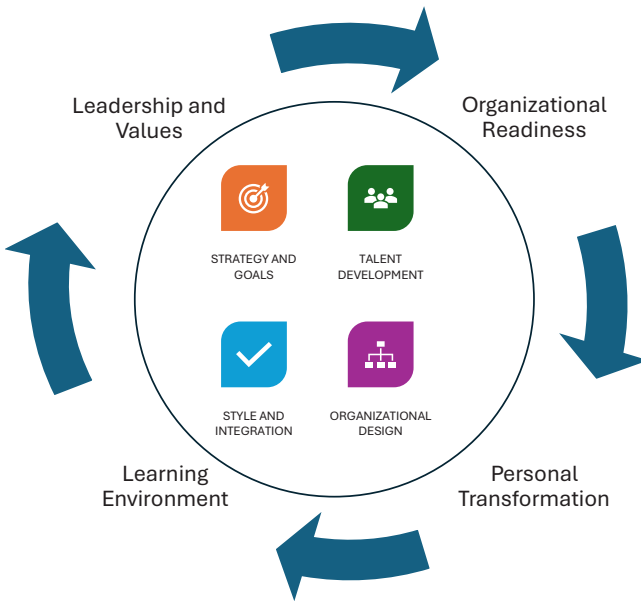 Leadership and
Values
Organizational
Readiness
STRATEGY AND
GOALS
TALENT
DEVELOPMENT
STYLE AND
INTEGRATION
ORGANIZATIONAL
DESIGN
Learning
Environment
Personal
Transformation